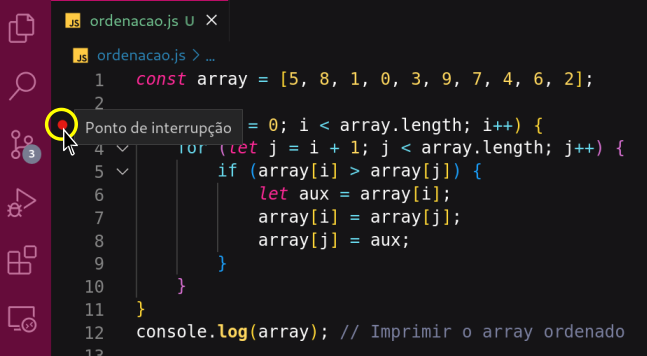 JS ordenacao.js U ×
JS ordenacao.js > ...
1 const array = [5, 8, 1, 0, 3, 9, 7, 4, 6, 2];
2
Ponto de interrupção = 0; i < array.length; i++) {
4 for (let j = i + 1; j < array.length; j++) {
5 if (array[i] > array[j]) {
6 let aux = array[i];
7 array[i] = array[j];
8 array[j] = aux;
9 }
10 }
11 }
12 console.log(array); // Imprimir o array ordenado
13
3